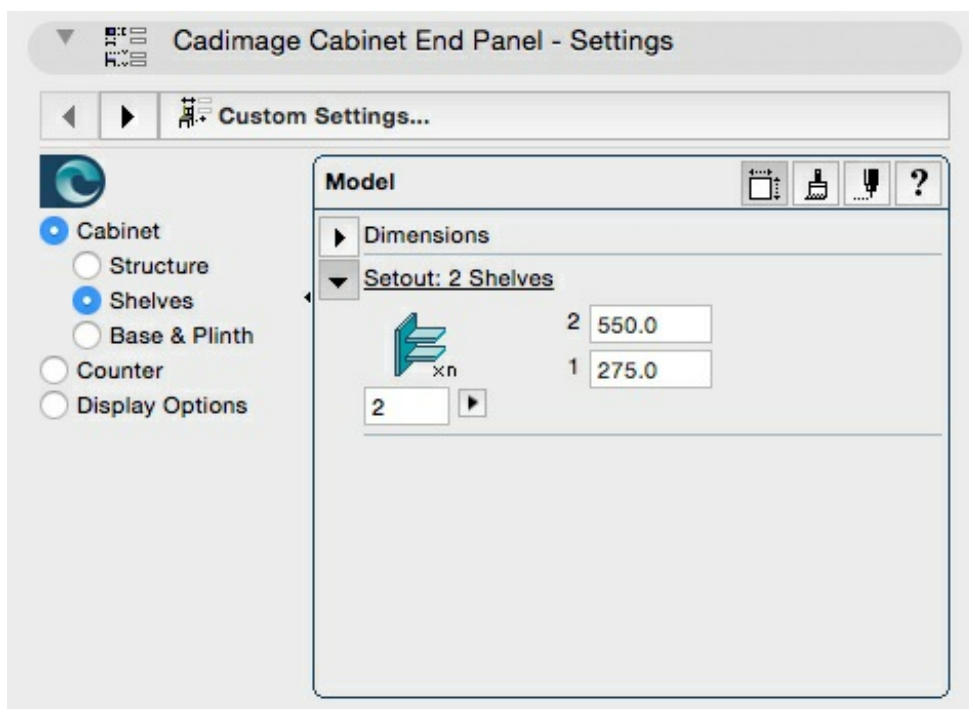 Cadimage Cabinet End Panel - Settings
Custom Settings...
Cabinet
Structure
Shelves
Base & Plinth
Counter
Display Options
Model
?
Dimensions
Setout: 2 Shelves
xn
2 550.0
1 275.0
2